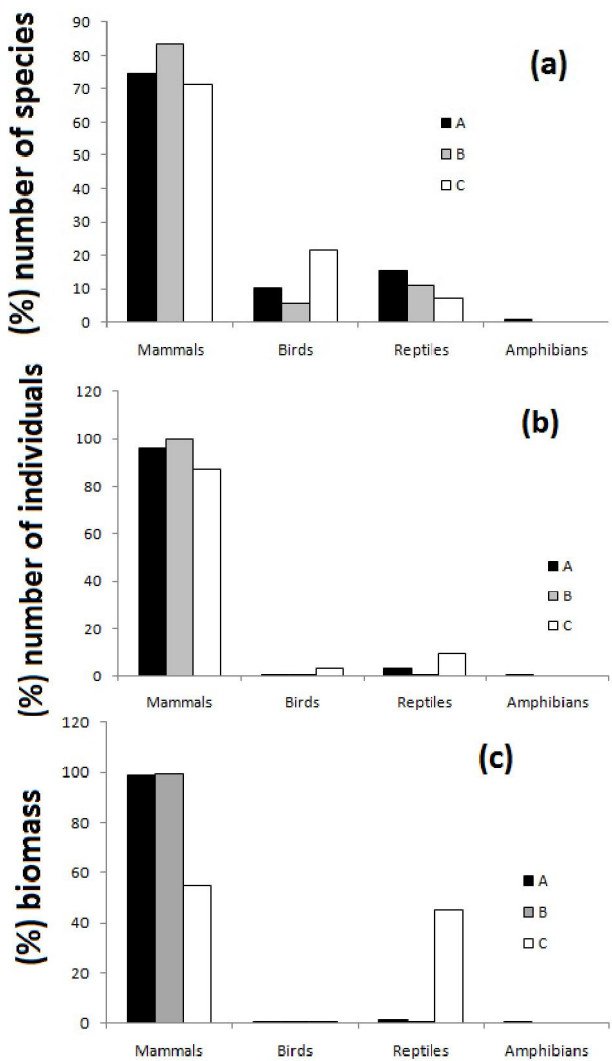 (%) number of species
90
80
70
60
50
40
30
20
10
0
(a)
A
B
C
Mammals Birds Reptiles Amphibians
(%) number of individuals
120
100
80
60
40
20
0
(b)
A
B
C
Mammals Birds Reptiles Amphibians
(%) biomass
120
100
80
60
40
20
0
(c)
A
B
C
Mammals Birds Reptiles Amphibians